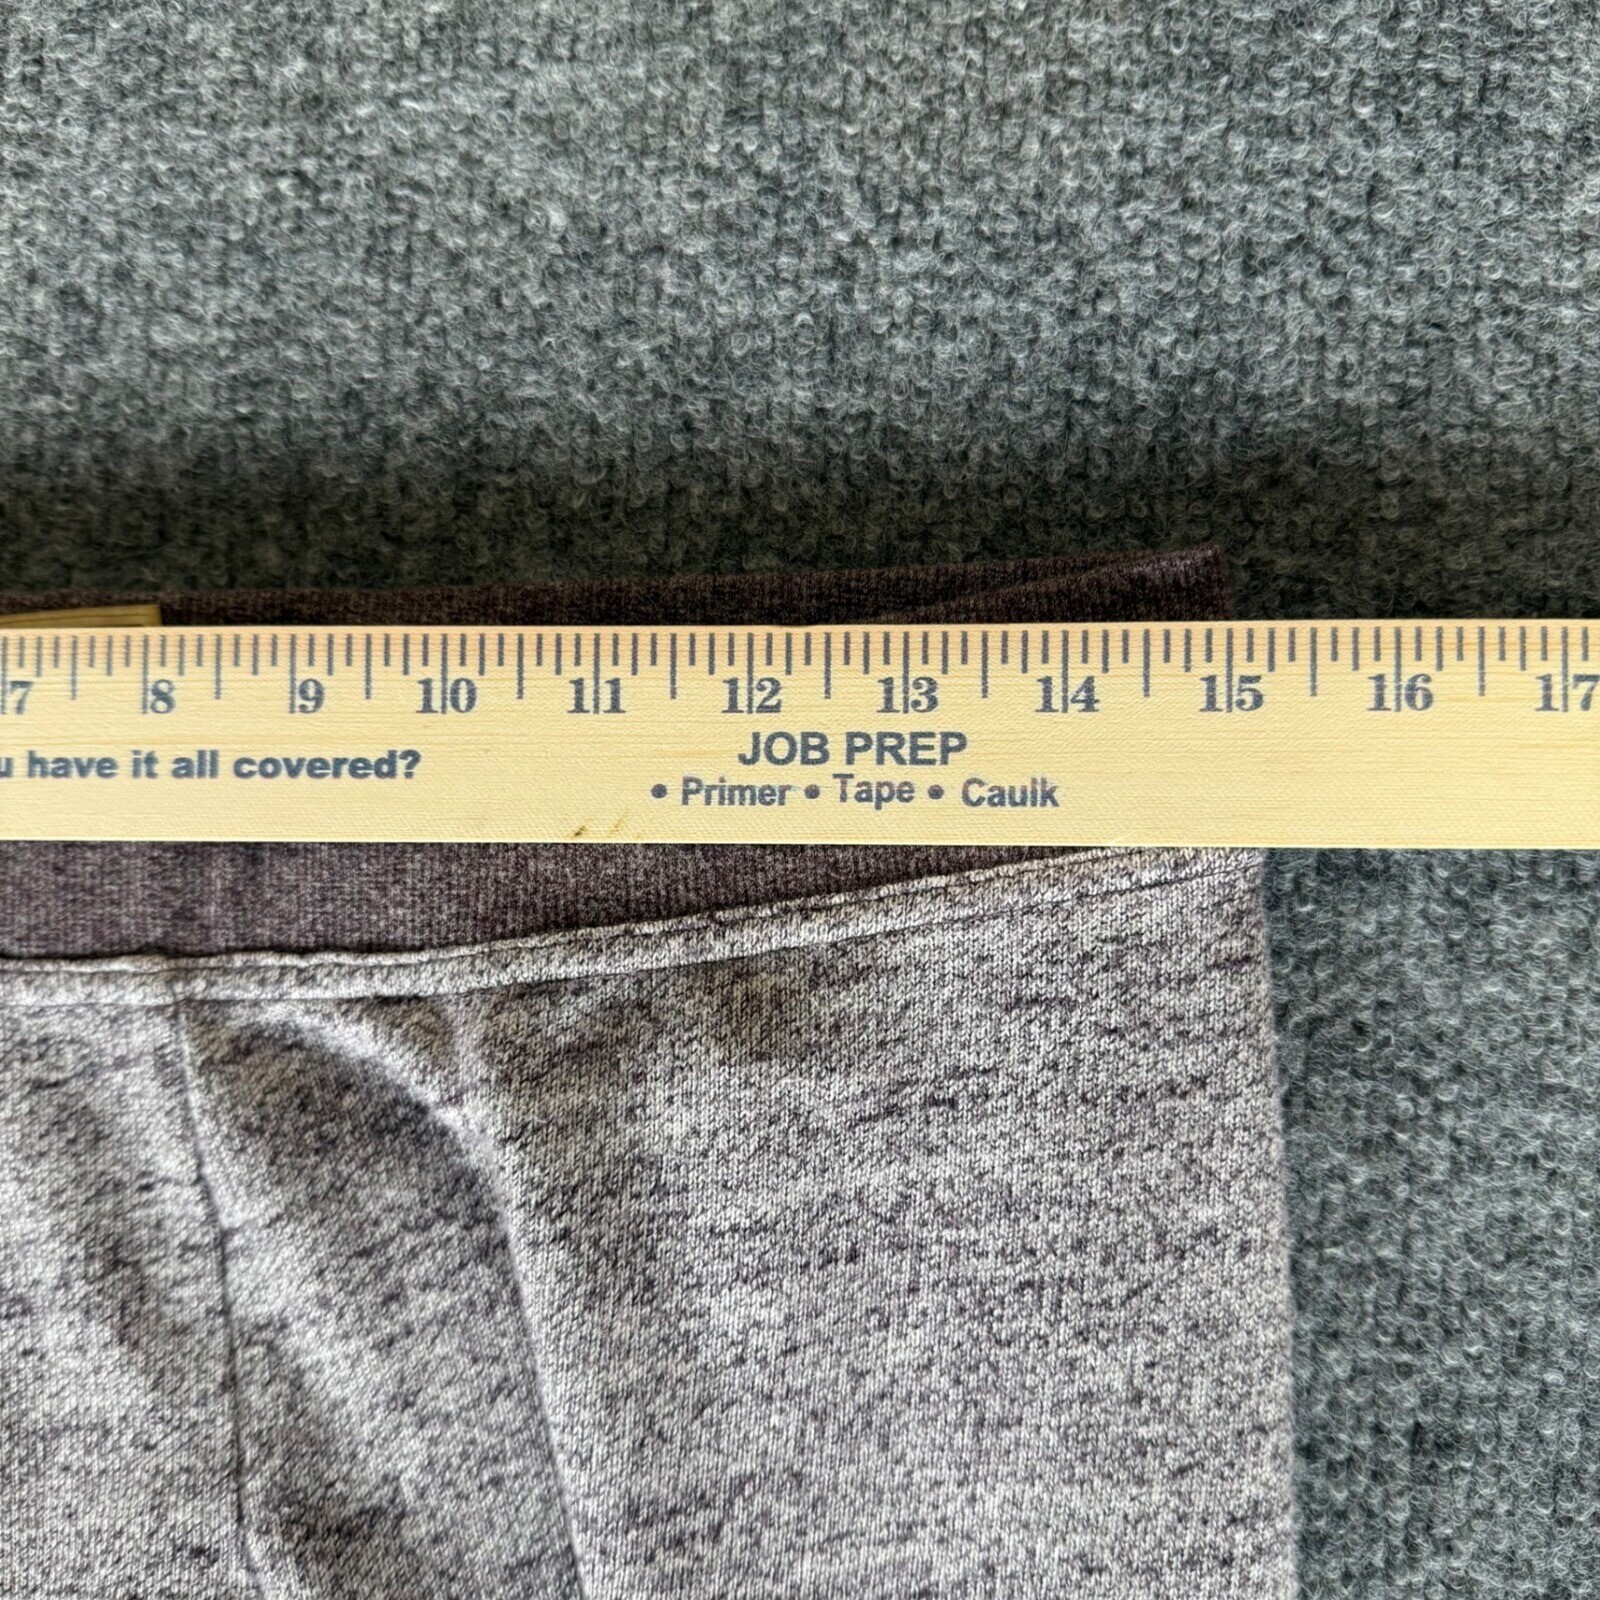 7 8 9 10 11 12 13 14 15 16 17
u have it all covered?
JOB PREP
• Primer • Tape • Caulk